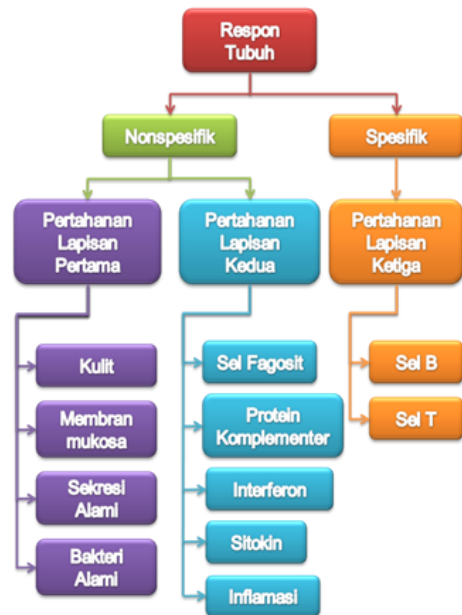 Respon
Tubuh
Nonspesifik
Spesifik
Pertahanan
Lapisan
Pertama
Pertahanan
Lapisan
Kedua
Pertahanan
Lapisan
Ketiga
Kulit
Membran
mukosa
Sekresi
Alami
Bakteri
Alami
Sel Fagosit
Protein
Komplementer
Interferon
Sitokin
Inflamasi
Sel B
Sel T